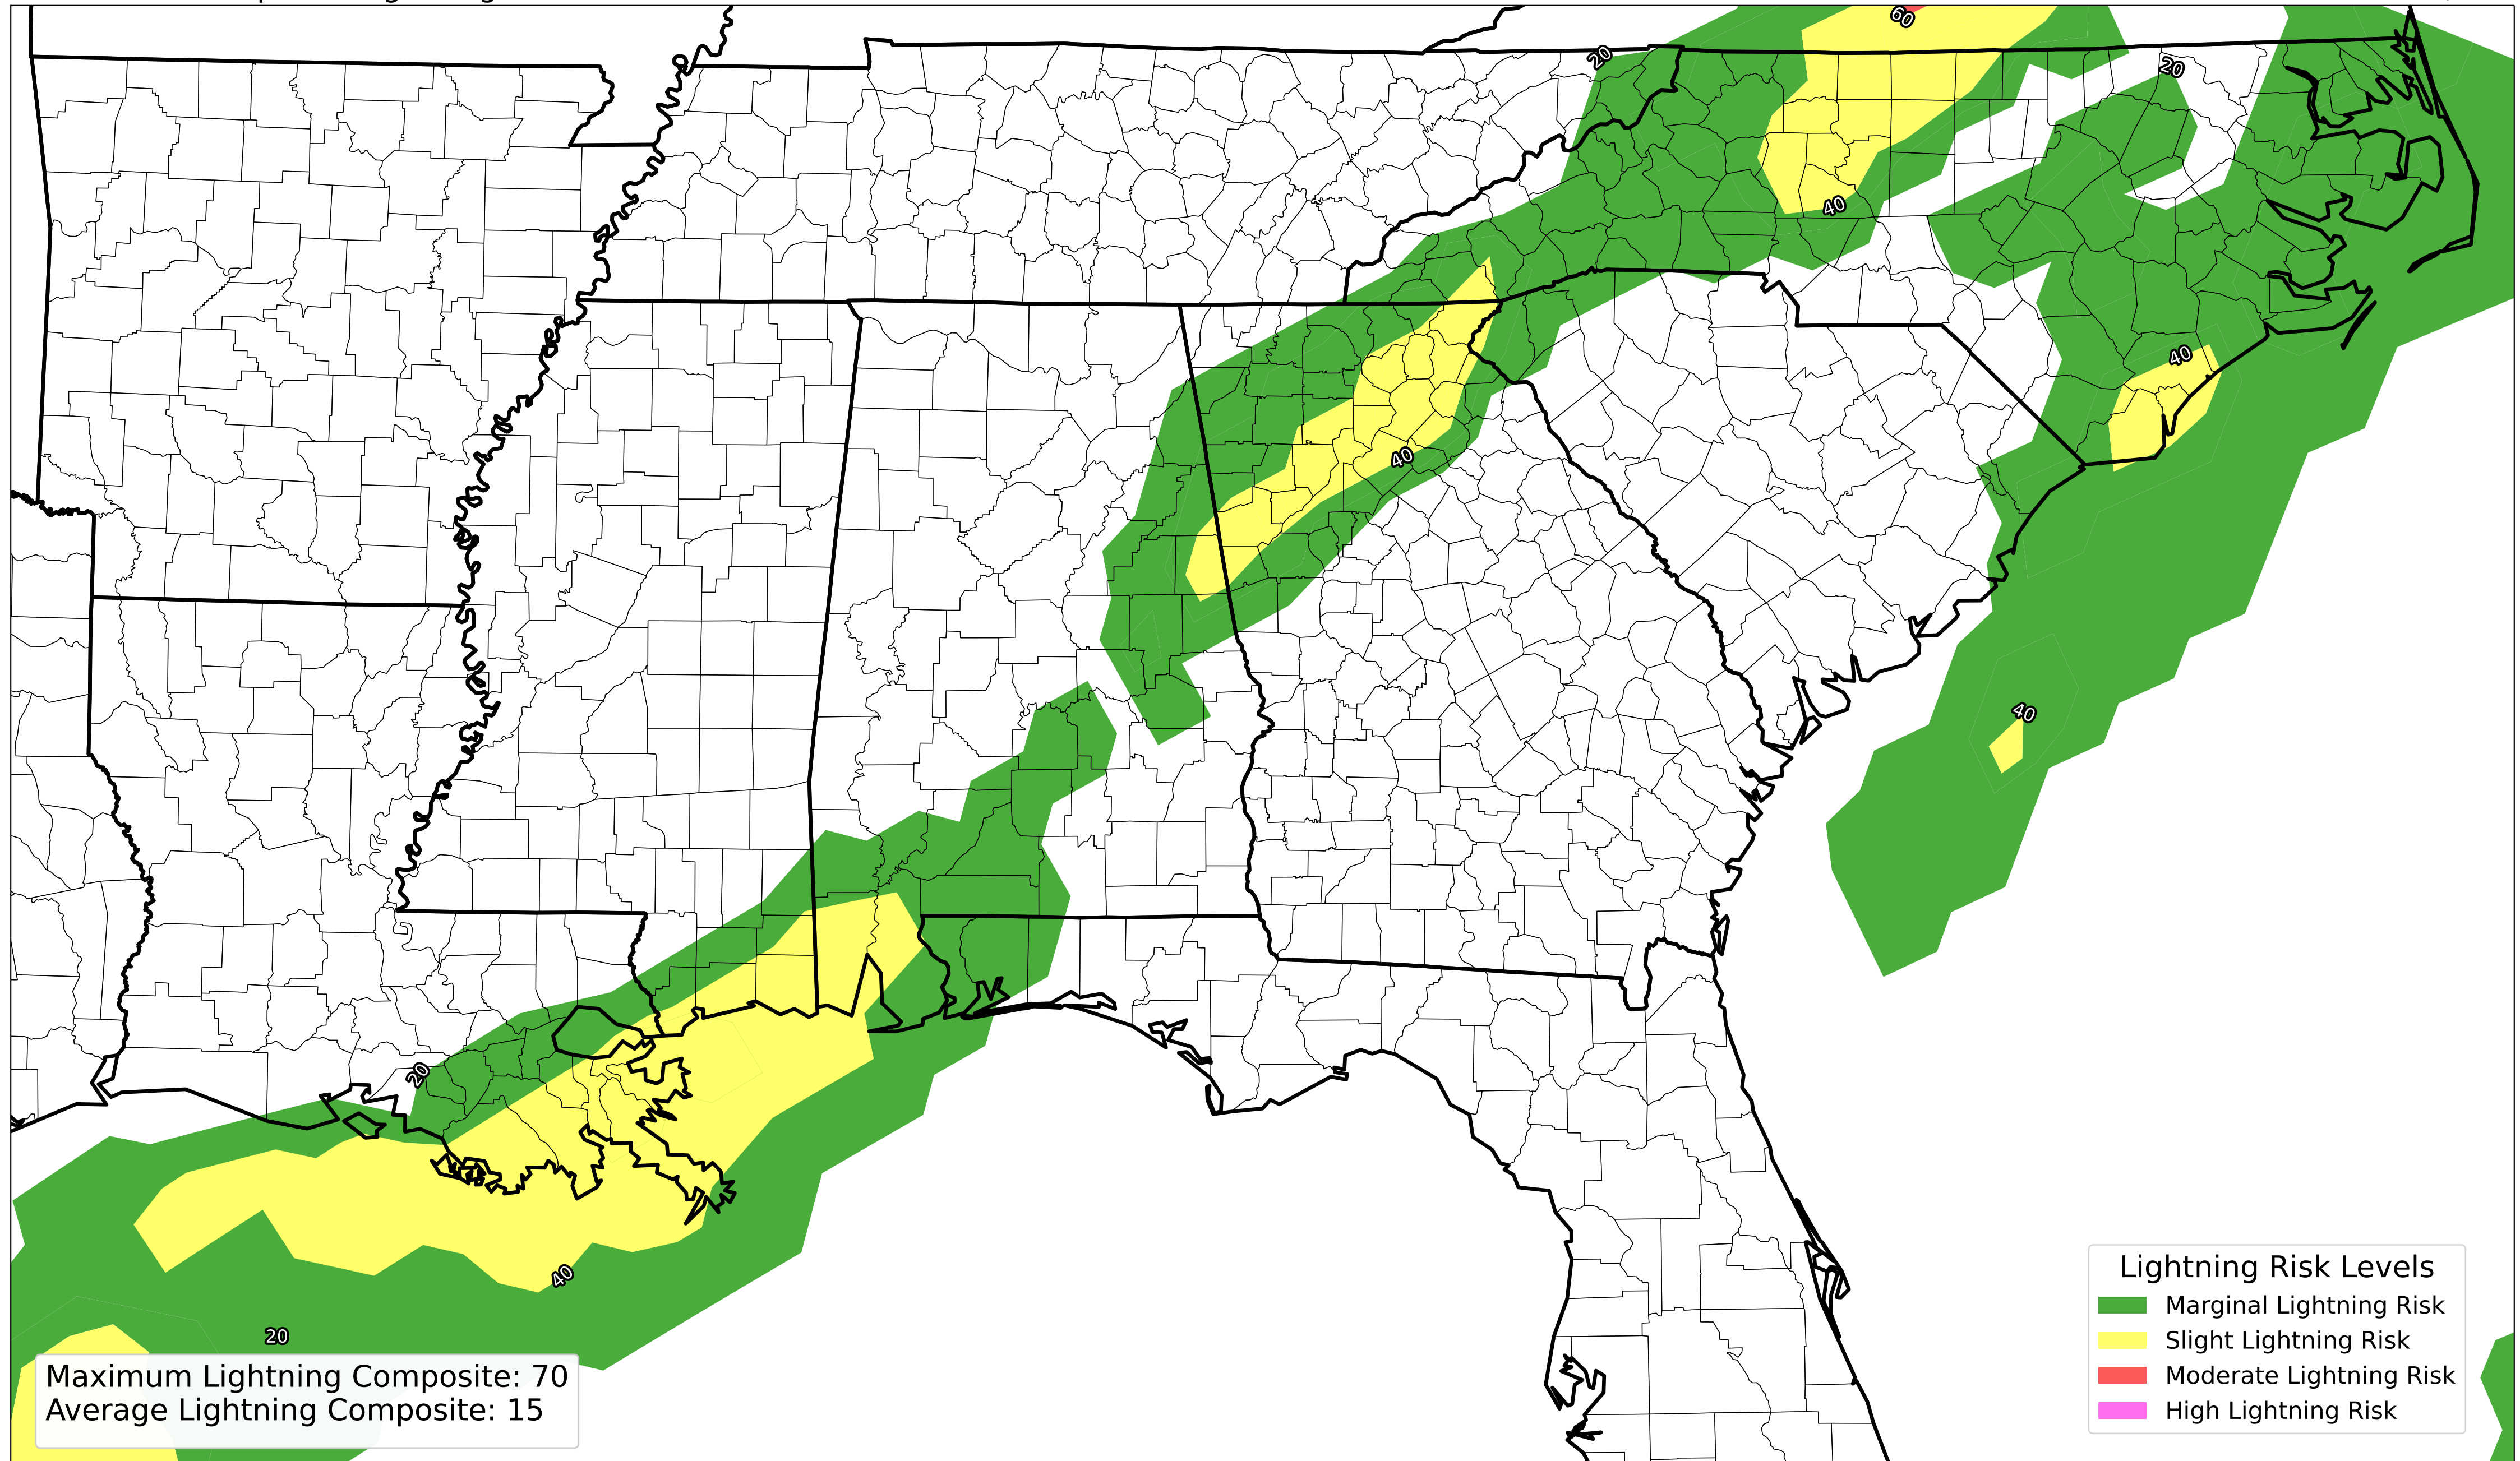 60
20
20
40
40
40
40
20
40
20
Maximum Lightning Composite: 70
Average Lightning Composite: 15
Lightning Risk Levels
Marginal Lightning Risk
Slight Lightning Risk
Moderate Lightning Risk
High Lightning Risk